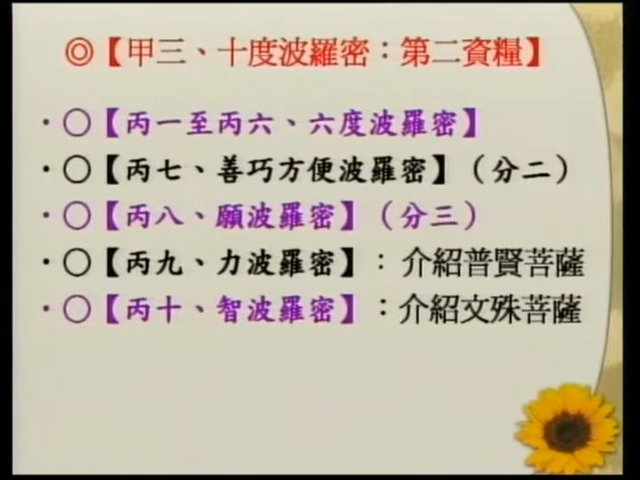 ◎【甲三、十度波羅密：第二資糧】
·○【丙一至丙六、六度波羅密】
·○【丙七、善巧方便波羅密】（分二）
·○【丙八、願波羅密】（分三）
·○【丙九、力波羅密】：介紹普賢菩薩
·○【丙十、智波羅密】：介紹文殊菩薩